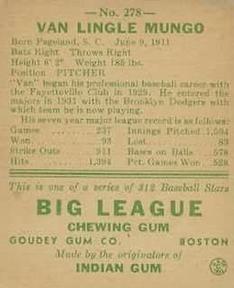 No. 278
VAN LINGLE MUNGO
Born Pageland, S. C. June 9, 1911
Bats Right Throws Right
Height 6' 2" Weight 185 lbs.
Position PITCHER
"Van" began his professional baseball career with
the Fayetteville Club in 1929. He entered the
majors in 1931 with the Brooklyn Dodgers with
whom he is now playing.
His seven year major league record is as follows:
Games 237 Innings Pitched 1,594
Won 93 Lost 89
Strike Outs 911 Bases on Balls 578
Hits 1,394 Pct. Games Won .528
This is one of a series of 312 Baseball Stars
BIG LEAGUE
CHEWING GUM
GOUDEY GUM CO. BOSTON
Made by the originators of
INDIAN GUM